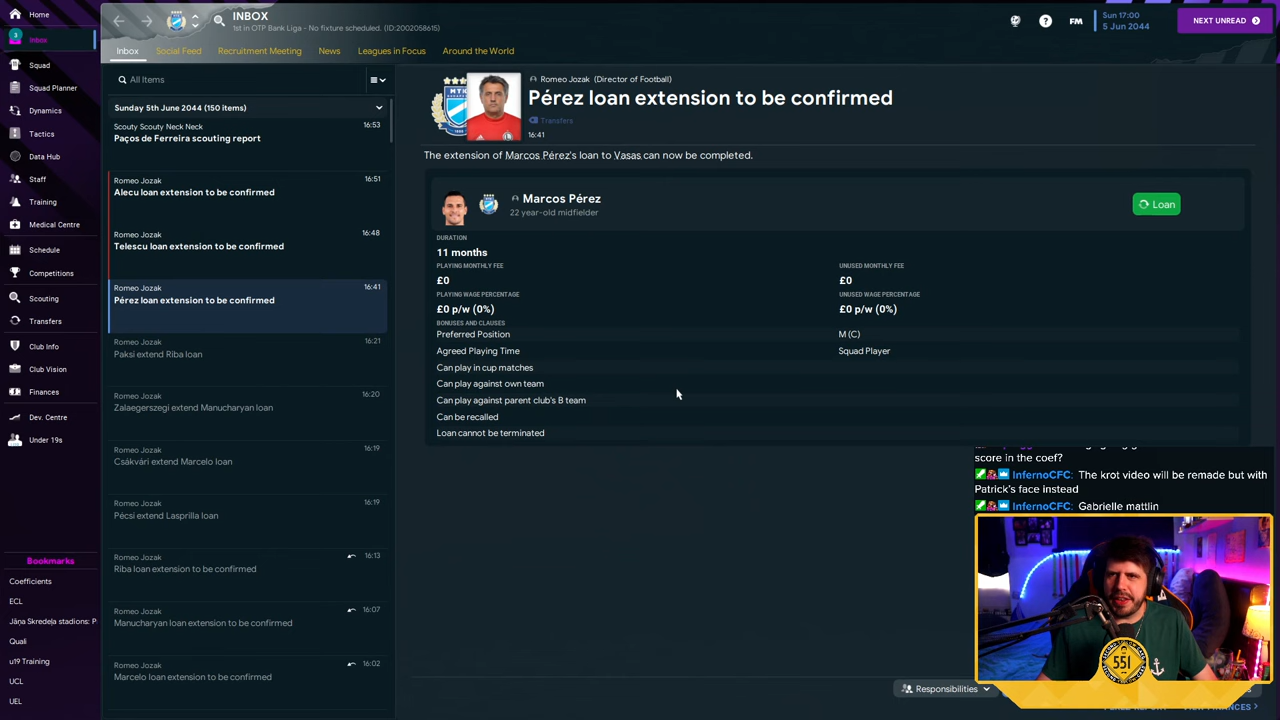 Home
INBOX
1st in OTP Bank Liga - No fixture scheduled. (ID:2002058615)
FM
Sun 17:00
5 Jun 2044
NEXT UNREAD
3
Inbox
Inbox
Social Feed
Recruitment Meeting
News
Leagues in Focus
Around the World
Squad
Squad Planner
Dynamics
Tactics
Data Hub
Staff
Training
Medical Centre
Schedule
Competitions
Scouting
Transfers
Club Info
Club Vision
Finances
Dev. Centre
Under 19s
Bookmarks
Coefficients
ECL
Jāņa Skredeļa stadions: P
Quali
u19 Training
UCL
UEL
All Items
Sunday 5th June 2044 (150 items)
Scouty Scouty Neck Neck
16:53
Paços de Ferreira scouting report
Romeo Jozak
16:51
Alecu loan extension to be confirmed
Romeo Jozak
16:48
Telescu loan extension to be confirmed
Romeo Jozak
16:41
Pérez loan extension to be confirmed
Romeo Jozak
16:21
Paksi extend Riba loan
Romeo Jozak
16:20
Zalaegerszegi extend Manucharyan loan
Romeo Jozak
16:19
Csákvári extend Marcelo loan
Romeo Jozak
16:19
Pécsi extend Lasprilla loan
Romeo Jozak
16:13
Riba loan extension to be confirmed
Romeo Jozak
16:07
Manucharyan loan extension to be confirmed
Romeo Jozak
16:02
Marcelo loan extension to be confirmed
MTK
Romeo Jozak (Director of Football)
Pérez loan extension to be confirmed
Transfers
16:41
The extension of Marcos Pérez's loan to Vasas can now be completed.
Marcos Pérez
22 year-old midfielder
Loan
DURATION
11 months
PLAYING MONTHLY FEE
UNUSED MONTHLY FEE
£0
£0
PLAYING WAGE PERCENTAGE
UNUSED WAGE PERCENTAGE
£0 p/w (0%)
£0 p/w (0%)
BONUSES AND CLAUSES
Preferred Position
M (C)
Agreed Playing Time
Squad Player
Can play in cup matches
Can play against own team
Can play against parent club's B team
Can be recalled
Loan cannot be terminated
score in the coef?
InfernoCFC: The krot video will be remade but with
Patrick's face instead
InfernoCFC: Gabrielle mattlin
551
Responsibilities
VIEW FINANCES